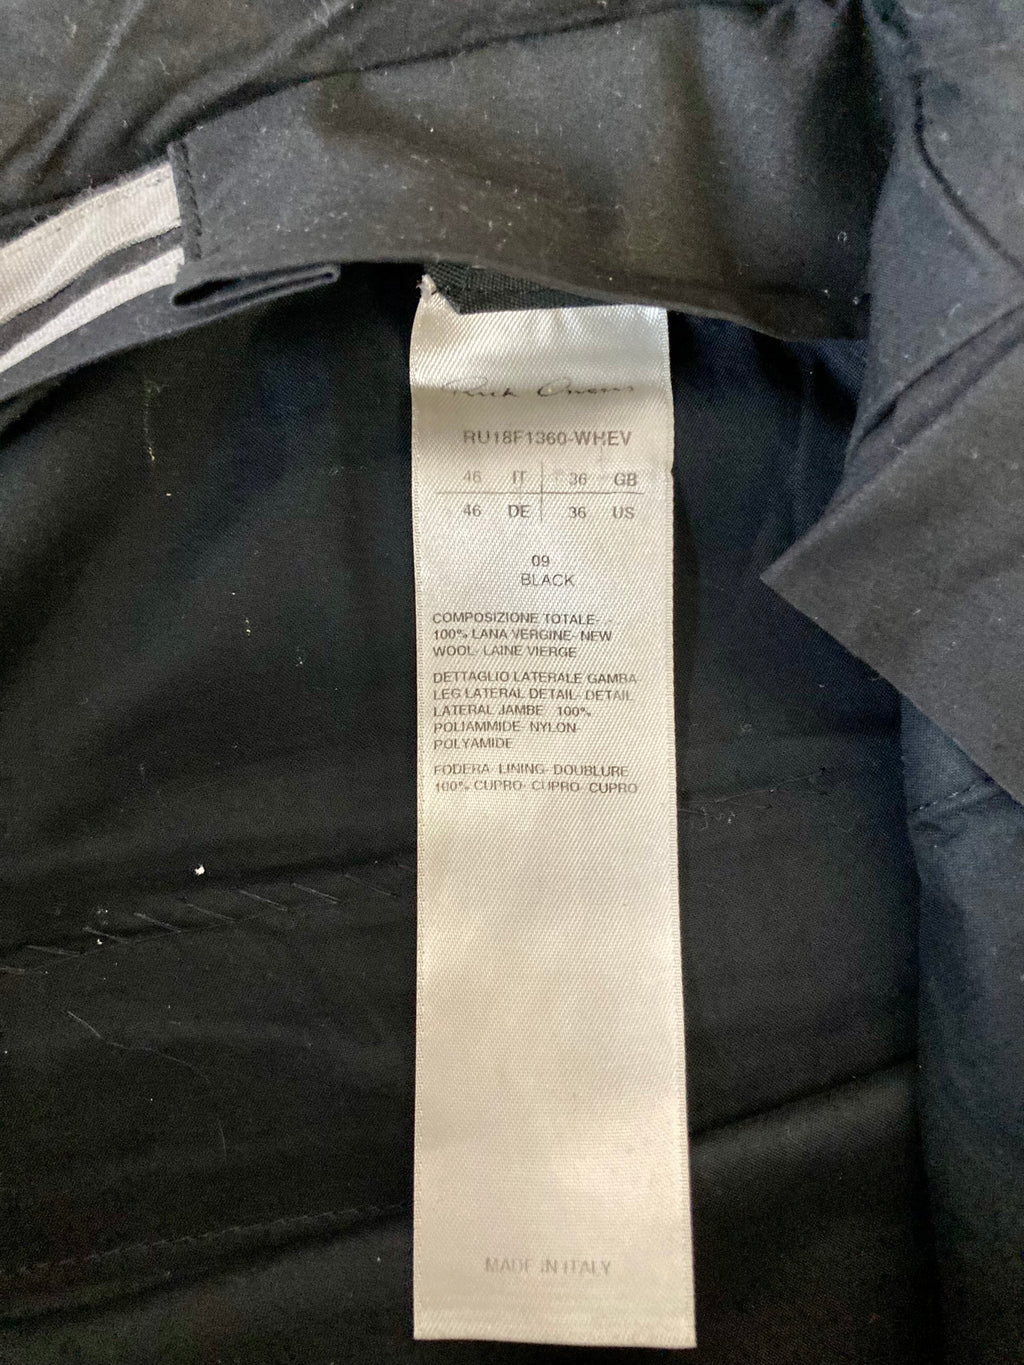 Rick Owens
RU18F1360-WHEV
46 IT 36 GB
46 DE 36 US
09
BLACK
COMPOSIZIONE TOTALE- -
100% LANA VERGINE- NEW
WOOL- LAINE VIERGE
DETTAGLIO LATERALE GAMBA-
LEG LATERAL DETAIL- DETAIL
LATERAL JAMBE 100%
POLIAMMIDE- NYLON-
POLYAMIDE
FODERA- LINING- DOUBLURE
100% CUPRO- CUPRO- CUPRO
MADE IN ITALY